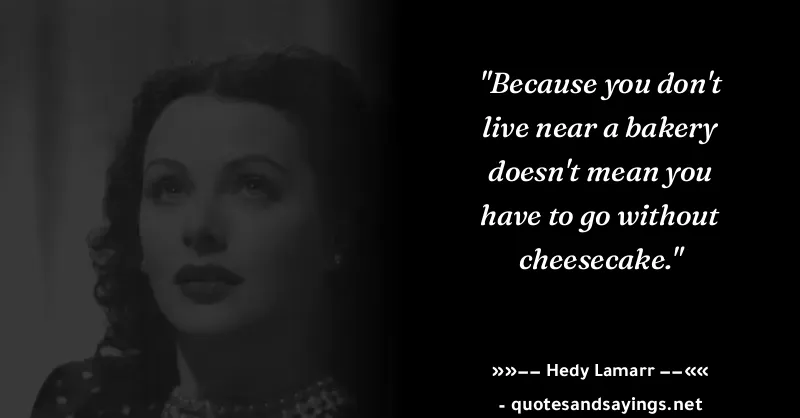 "Because you don't
live near a bakery
doesn't mean you
have to go without
cheesecake."
»»–– Hedy Lamarr ––««
- quotesandsayings.net